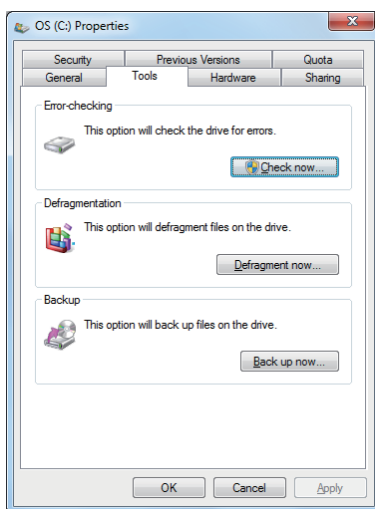 OS (C:) Properties
Security Previous Versions Quota
General Tools Hardware Sharing
Error-checking
This option will check the drive for errors.
Check now...
Defragmentation
This option will defragment files on the drive.
Defragment now...
Backup
This option will back up files on the drive.
Back up now...
OK Cancel Apply